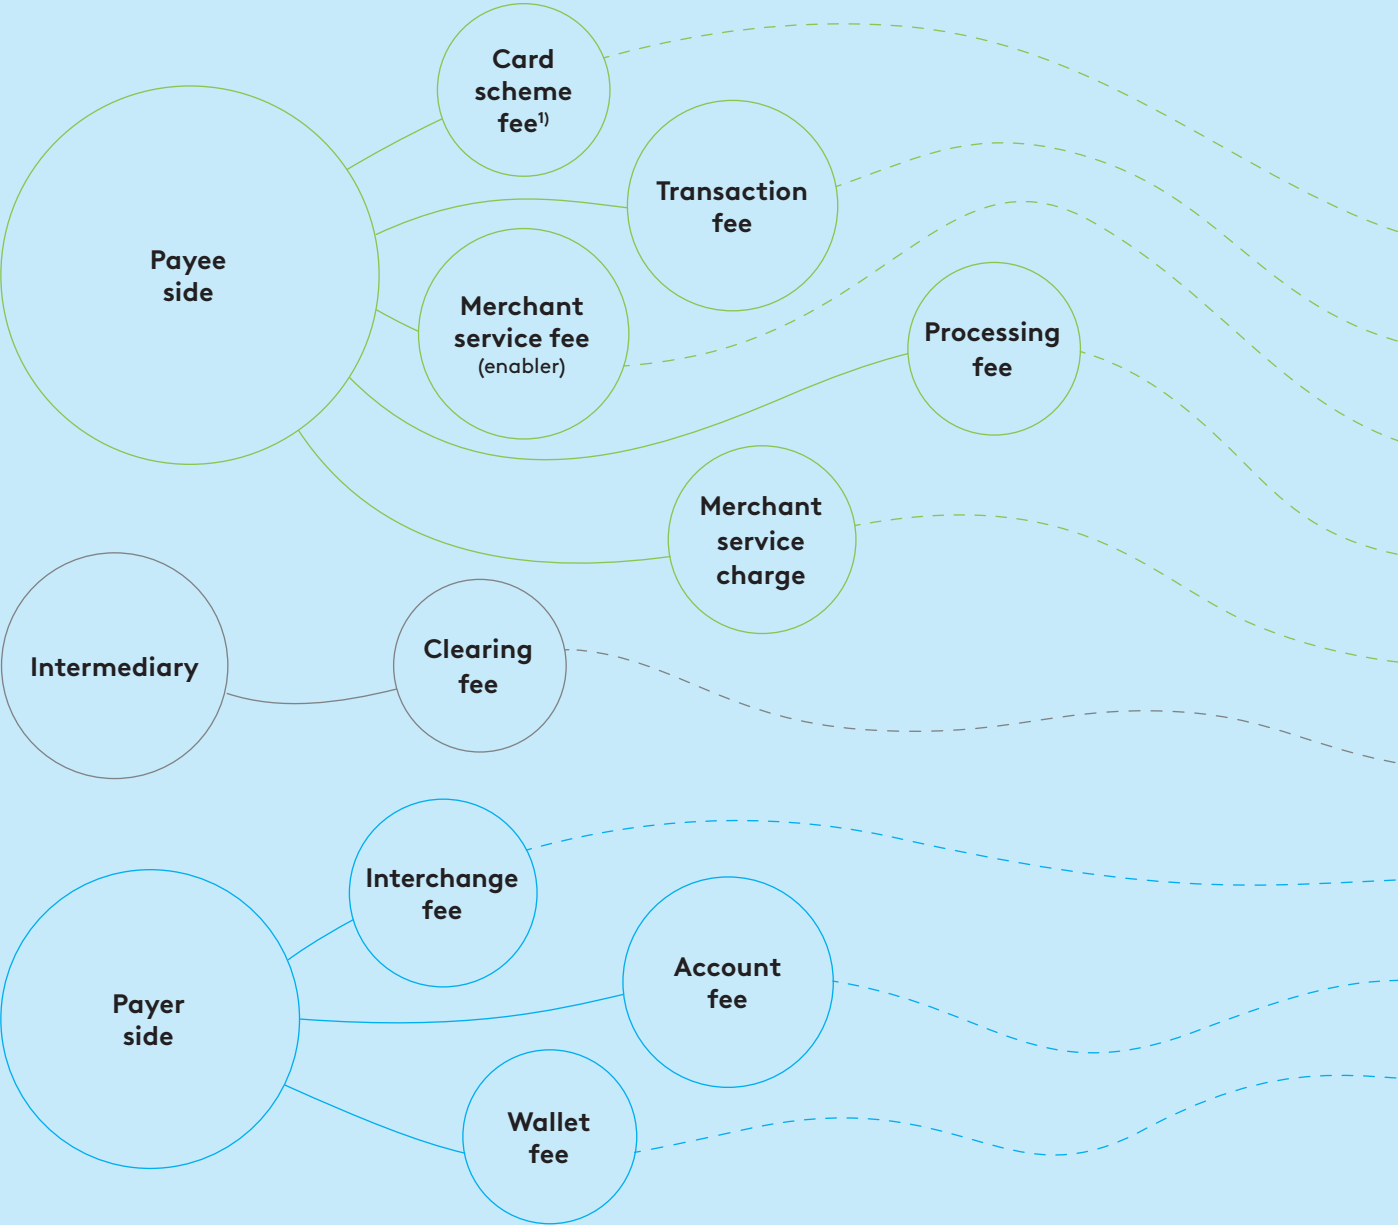 Card
scheme
fee¹⁾
Transaction
fee
Payee
side
Merchant
service fee
(enabler)
Processing
fee
Merchant
service
charge
Intermediary
Clearing
fee
Interchange
fee
Account
fee
Payer
side
Wallet
fee